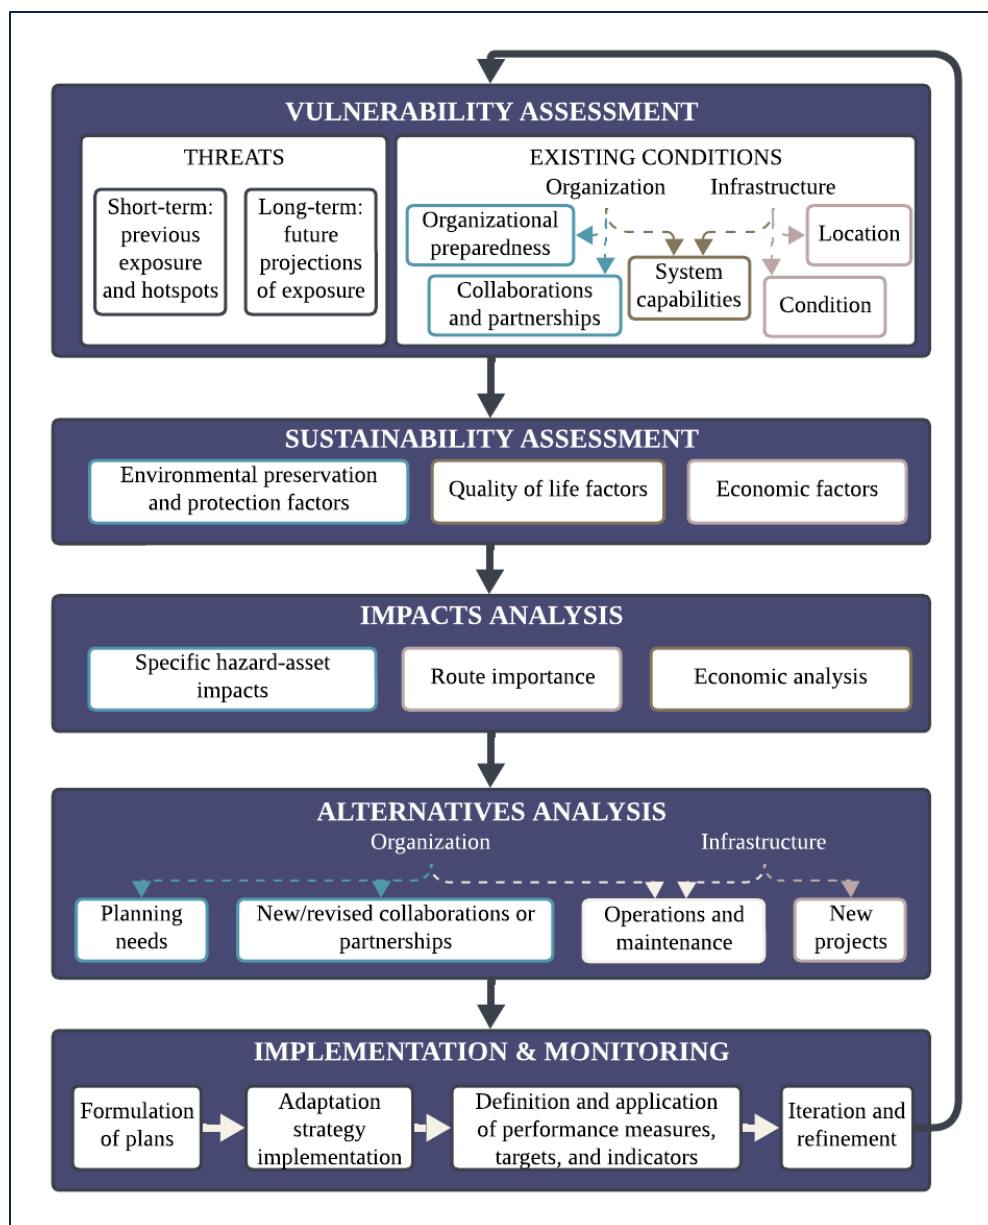 VULNERABILITY ASSESSMENT
THREATS
Short-term:
previous
exposure
and hotspots
Long-term:
future
projections
of exposure
EXISTING CONDITIONS
Organization
Infrastructure
Organizational
preparedness
Collaborations
and partnerships
System
capabilities
Location
Condition
SUSTAINABILITY ASSESSMENT
Environmental preservation
and protection factors
Quality of life factors
Economic factors
IMPACTS ANALYSIS
Specific hazard-asset
impacts
Route importance
Economic analysis
ALTERNATIVES ANALYSIS
Organization
Infrastructure
Planning
needs
New/revised collaborations or
partnerships
Operations and
maintenance
New
projects
IMPLEMENTATION & MONITORING
Formulation
of plans
Adaptation
strategy
implementation
Definition and application
of performance measures,
targets, and indicators
Iteration and
refinement